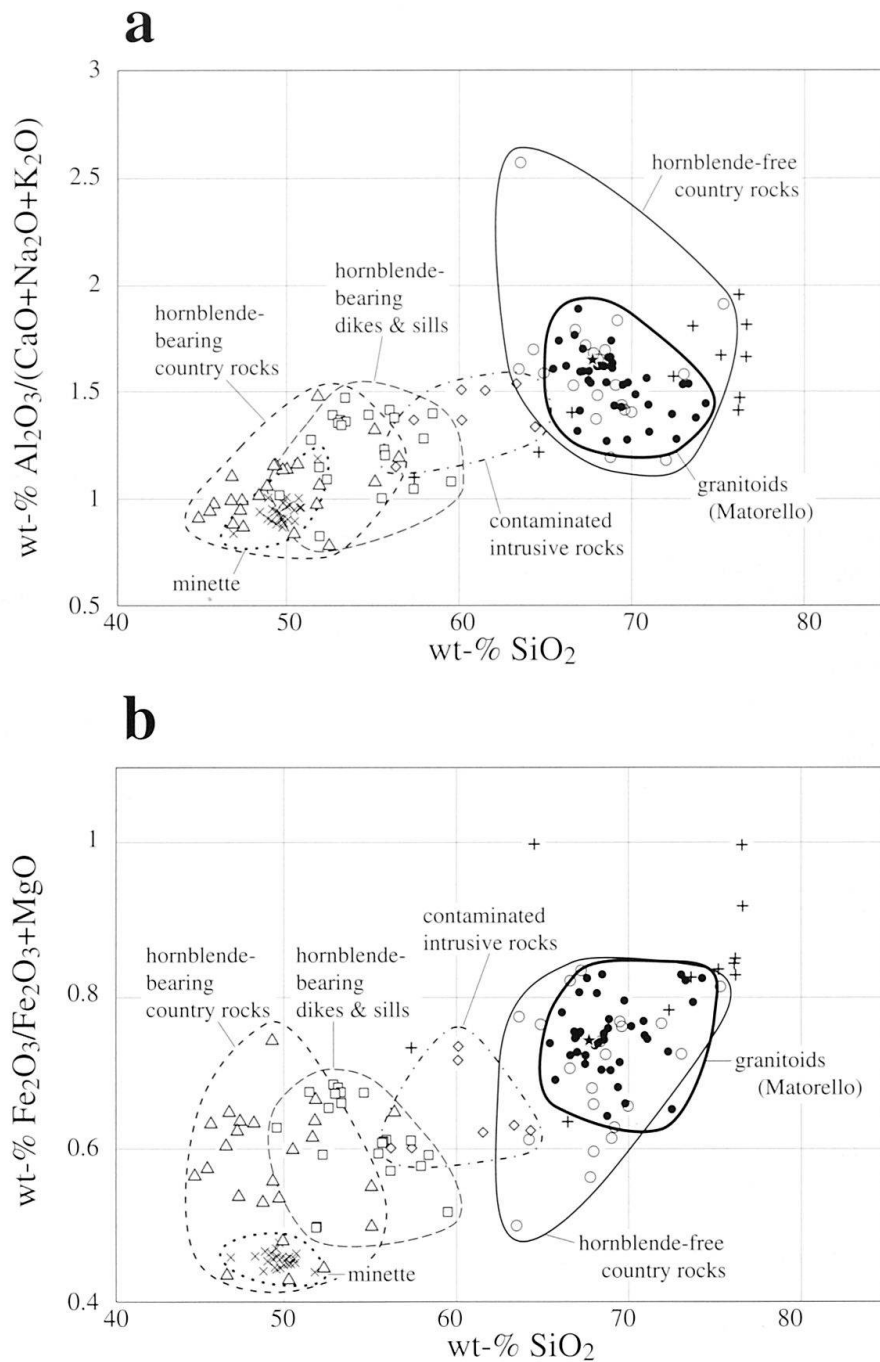 a
wt-% Al₂O₃/(CaO+Na₂O+K₂O)
3
2.5
2
1.5
1
0.5
hornblende-free
country rocks
hornblende-
bearing
dikes & sills
hornblende-
bearing
country rocks
granitoids
(Matorello)
contaminated
intrusive rocks
minette
40
50
60
70
80
wt-% SiO₂
b
wt-% Fe₂O₃/Fe₂O₃+MgO
1
0.8
0.6
0.4
contaminated
intrusive rocks
hornblende-
bearing
country rocks
hornblende-
bearing
dikes & sills
granitoids
(Matorello)
hornblende-free
country rocks
minette
40
50
60
70
80
wt-% SiO₂